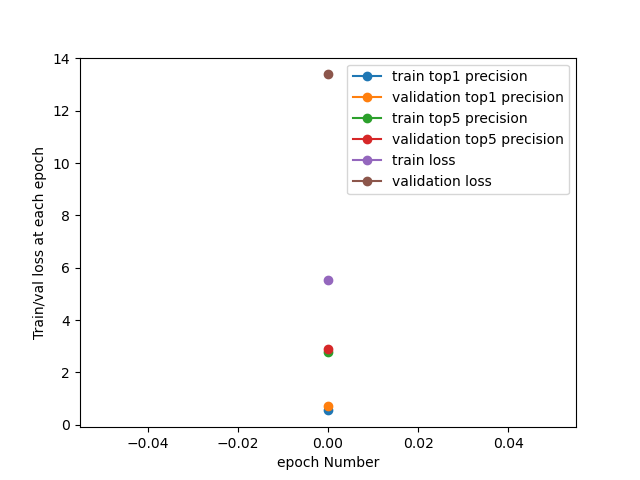 14
12
10
8
6
4
2
0
Train/val loss at each epoch
train top1 precision
validation top1 precision
train top5 precision
validation top5 precision
train loss
validation loss
−0.04
−0.02
0.00
0.02
0.04
epoch Number